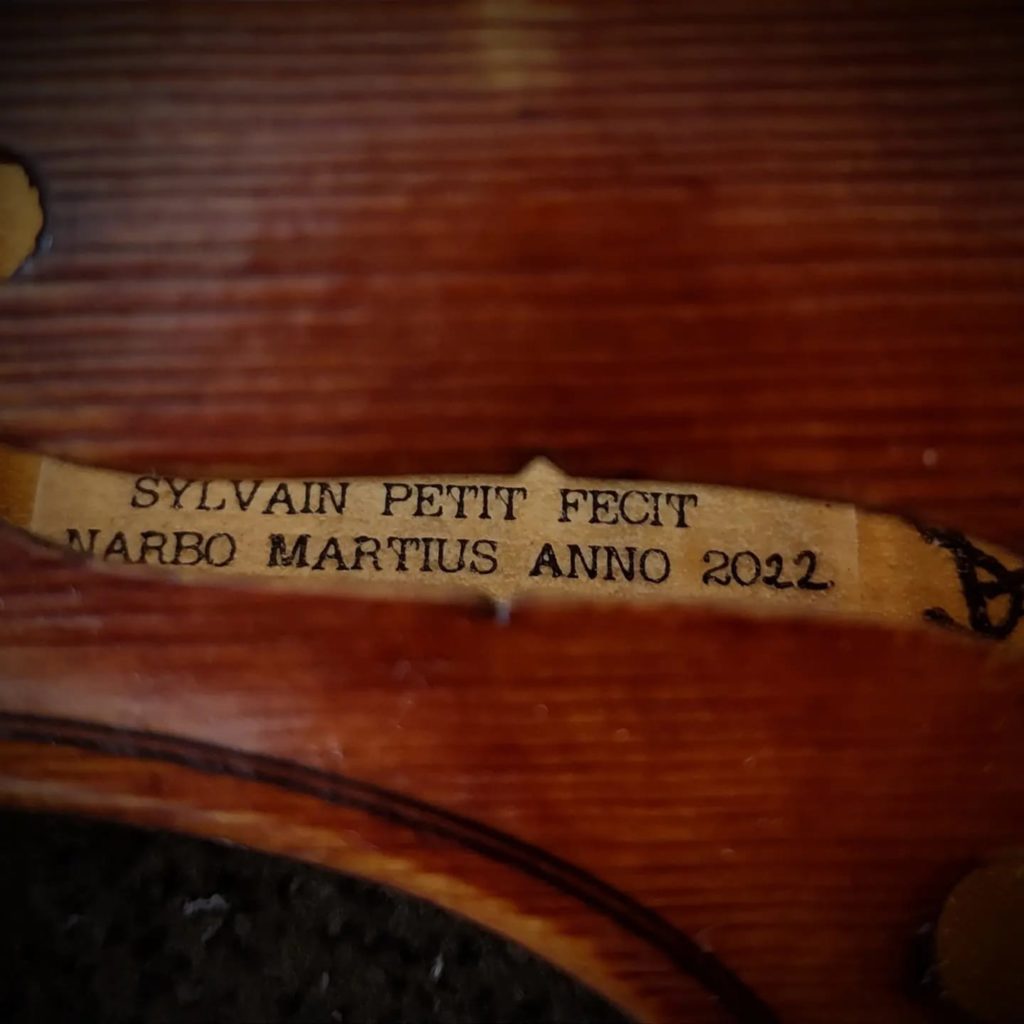 SYLVAIN PETIT FECIT
NARBO MARTIUS ANNO 2022